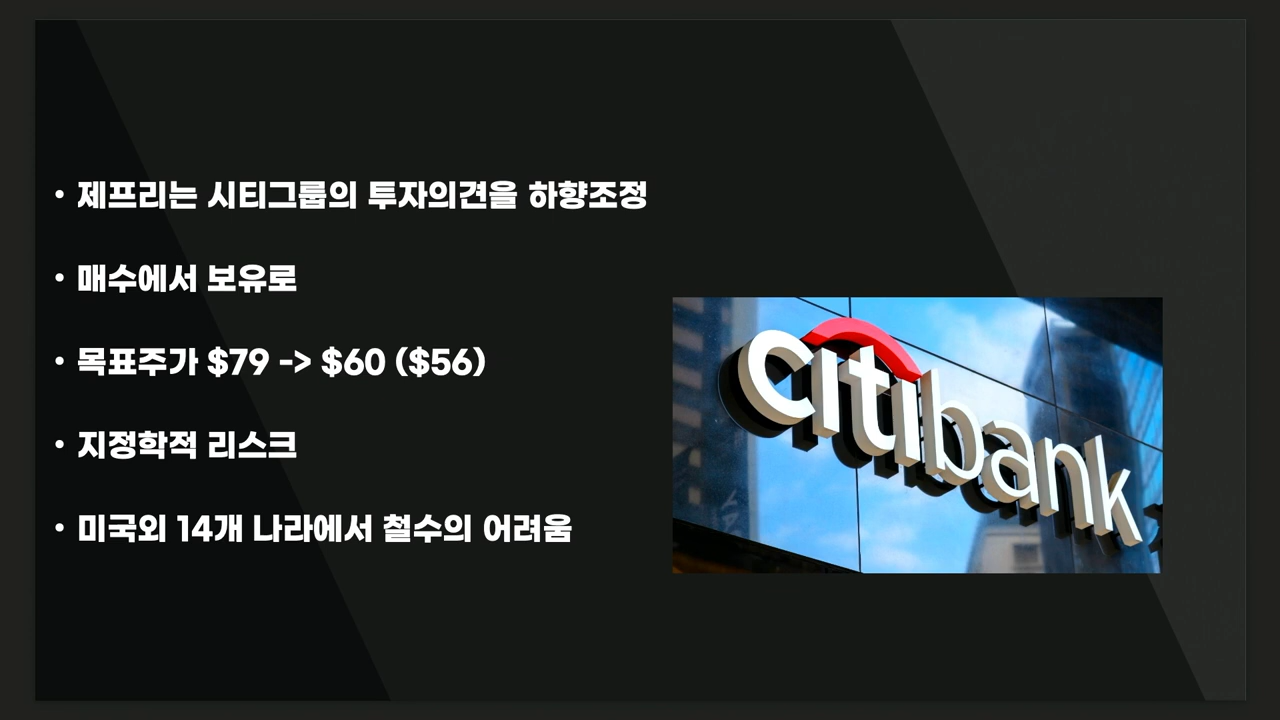 • 제프리는 시티그룹의 투자의견을 하향조정
• 매수에서 보유로
• 목표주가 $79 -> $60 ($56)
• 지정학적 리스크
• 미국외 14개 나라에서 철수의 어려움
citibank